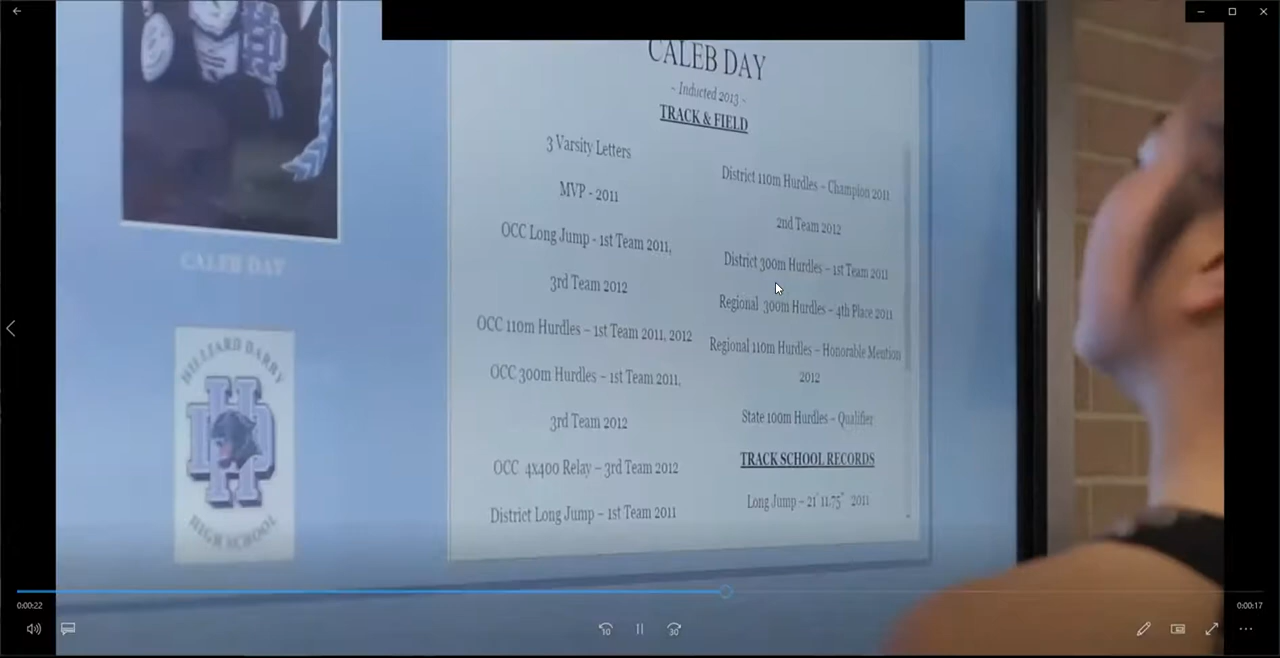 CALEB DAY
~ Inducted 2013 ~
TRACK & FIELD
3 Varsity Letters
MVP - 2011
OCC Long Jump - 1st Team 2011,
3rd Team 2012
OCC 110m Hurdles – 1st Team 2011, 2012
OCC 300m Hurdles – 1st Team 2011,
3rd Team 2012
OCC 4x400 Relay – 3rd Team 2012
District Long Jump – 1st Team 2011
District 110m Hurdles – Champion 2011
2nd Team 2012
District 300m Hurdles – 1st Team 2011
Regional 300m Hurdles – 4th Place 2011
Regional 110m Hurdles – Honorable Mention
2012
State 100m Hurdles – Qualifier
TRACK SCHOOL RECORDS
Long Jump – 21' 11.75" 2011
CALEB DAY
HILLIARD DARBY
HD
HIGH SCHOOL
0:00:22
0:00:17
10
30